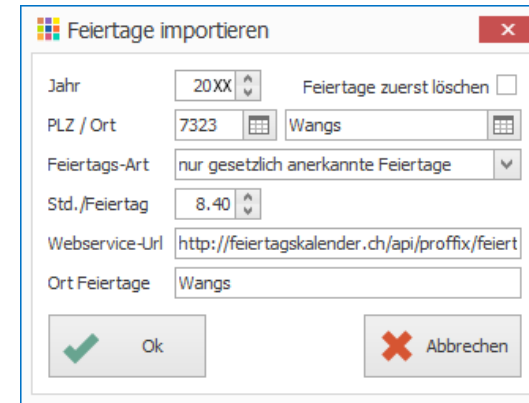 Feiertage importieren
Jahr 20XX Feiertage zuerst löschen
PLZ / Ort 7323 Wangs
Feiertags-Art nur gesetzlich anerkannte Feiertage
Std./Feiertag 8.40
Webservice-Url http://feiertagskalender.ch/api/proffix/feiert
Ort Feiertage Wangs
Ok Abbrechen